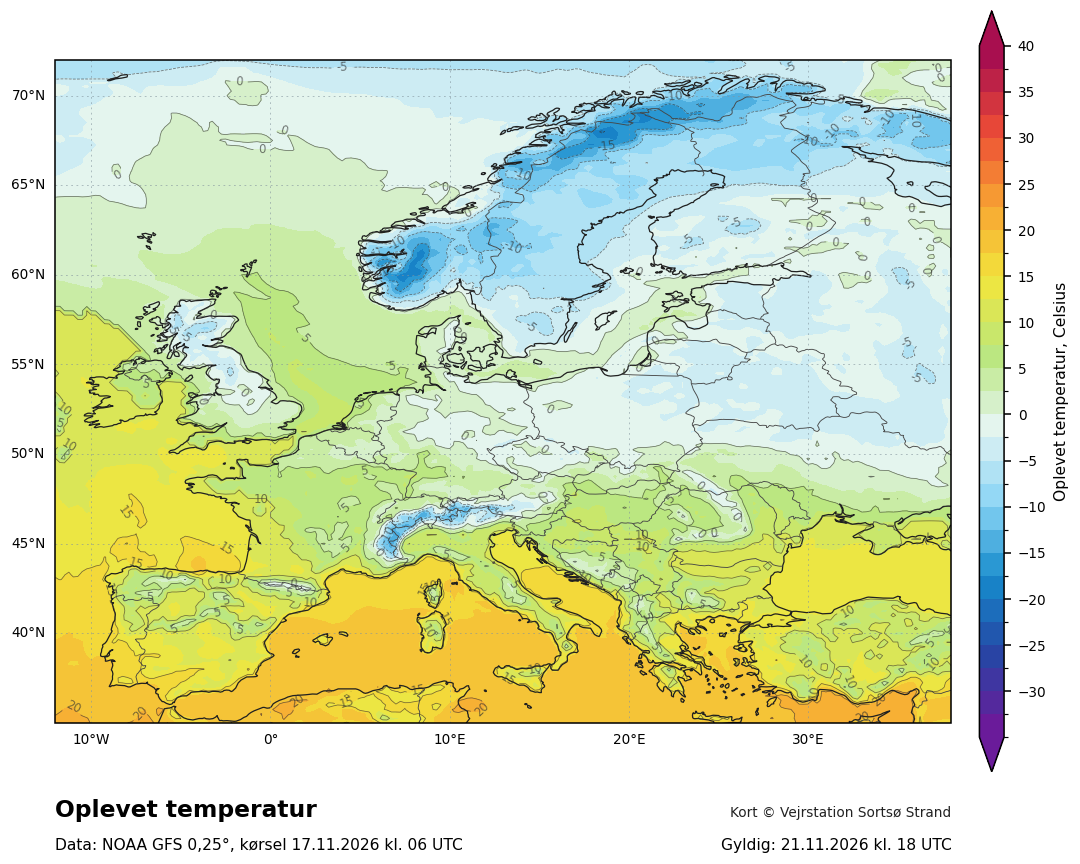 70°N
65°N
60°N
55°N
50°N
45°N
40°N
10°W 0° 10°E 20°E 30°E
40
35
30
25
20
15
10
5
0
−5
−10
−15
−20
−25
−30
Oplevet temperatur, Celsius
Oplevet temperatur
Kort © Vejrstation Sortsø Strand
Data: NOAA GFS 0,25°, kørsel 17.11.2026 kl. 06 UTC
Gyldig: 21.11.2026 kl. 18 UTC